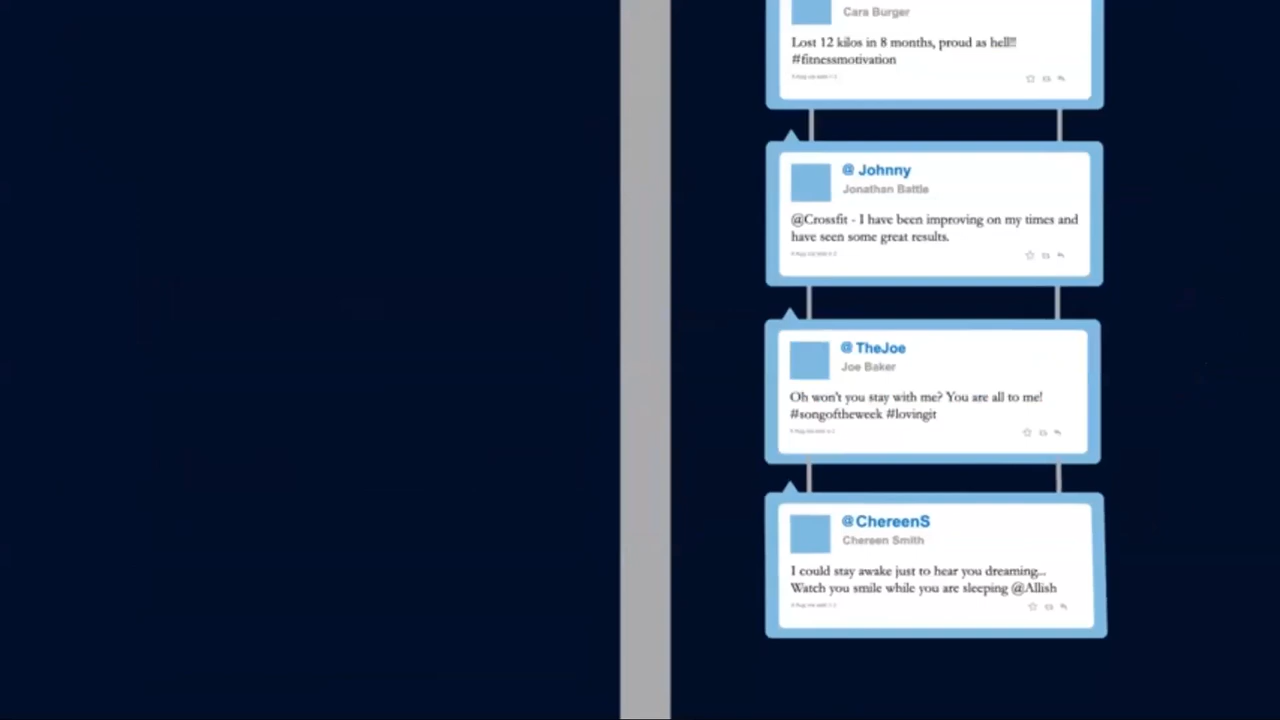 Cara Burger
Lost 12 kilos in 8 months, proud as hell!!
#fitnessmotivation
@ Johnny
Jonathan Battle
@Crossfit - I have been improving on my times and
have seen some great results.
@ TheJoe
Joe Baker
Oh won't you stay with me? You are all to me!
#songoftheweek #lovingit
@ChereenS
Chereen Smith
I could stay awake just to hear you dreaming...
Watch you smile while you are sleeping @Allish